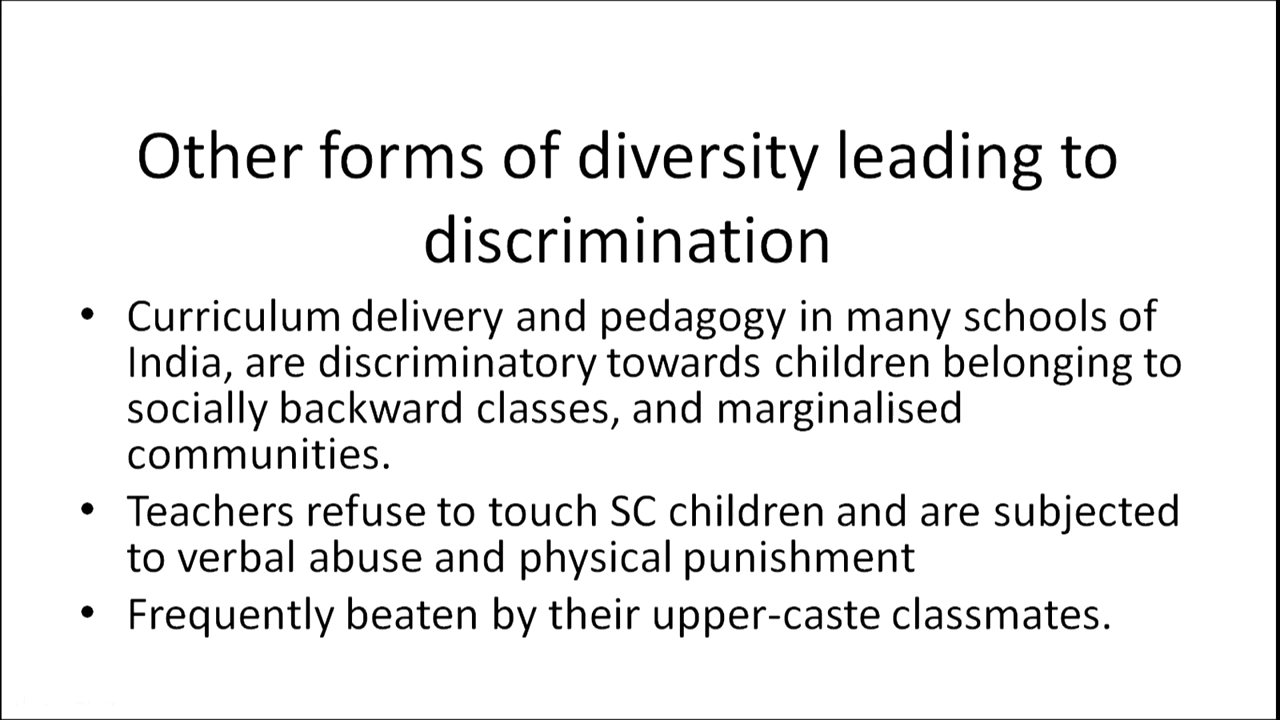 Other forms of diversity leading to
discrimination
• Curriculum delivery and pedagogy in many schools of
India, are discriminatory towards children belonging to
socially backward classes, and marginalised
communities.
• Teachers refuse to touch SC children and are subjected
to verbal abuse and physical punishment
• Frequently beaten by their upper-caste classmates.